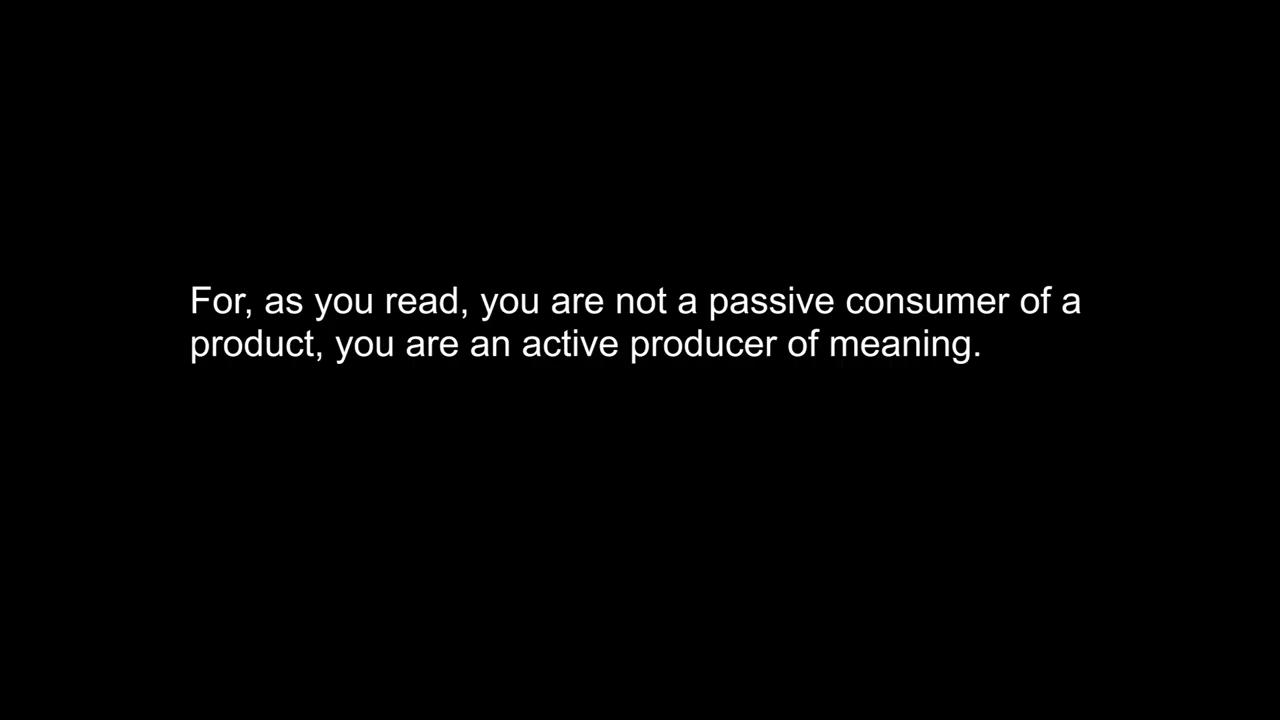 For, as you read, you are not a passive consumer of a
product, you are an active producer of meaning.